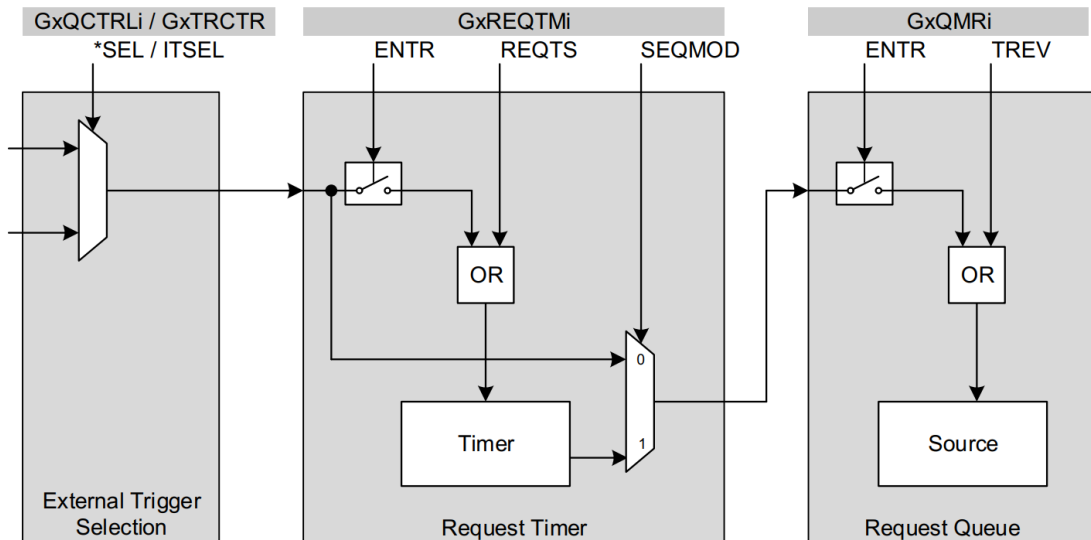 GxQCTRLi / GxTRCTR
GxREQTMi
GxQMRi
*SEL / ITSEL
ENTR
REQTS
SEQMOD
ENTR
TREV
OR
OR
0
Timer
1
Source
External Trigger
Selection
Request Timer
Request Queue